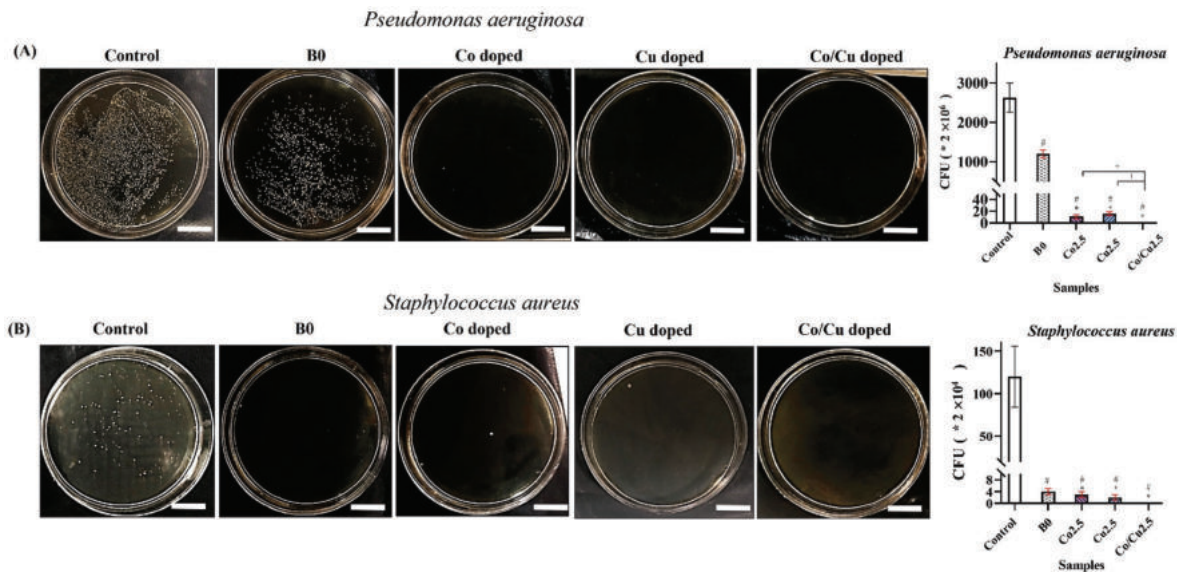 Pseudomonas aeruginosa
(A)
Control
B0
Co doped
Cu doped
Co/Cu doped
Pseudomonas aeruginosa
CFU ( * 2 ×10⁶ )
3000
2000
1000
40
20
0
Control
B0
Co2.5
Cu2.5
Co/Cu2.5
Samples
Staphylococcus aureus
(B)
Control
B0
Co doped
Cu doped
Co/Cu doped
Staphylococcus aureus
CFU ( * 2 ×10⁴ )
150
100
50
8
4
0
Control
B0
Co2.5
Cu2.5
Co/Cu2.5
Samples